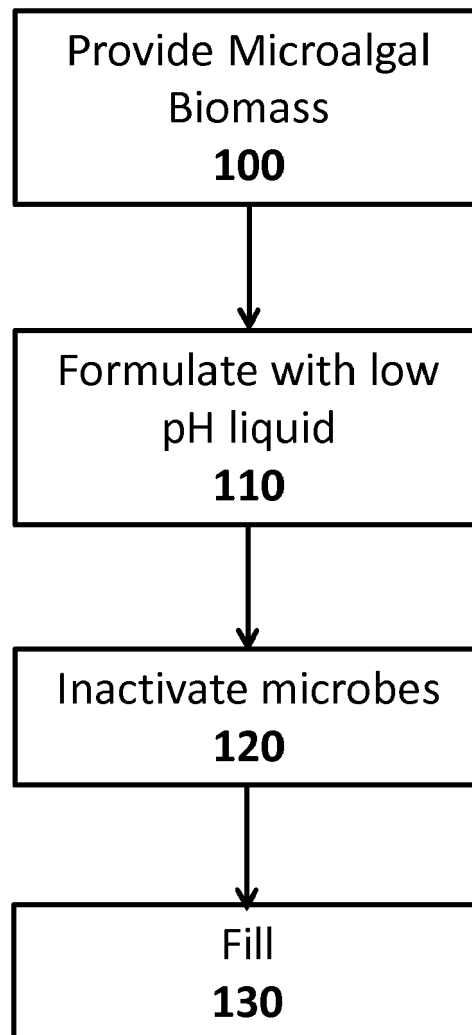 Provide Microalgal
Biomass
100
Formulate with low
pH liquid
110
Inactivate microbes
120
Fill
130